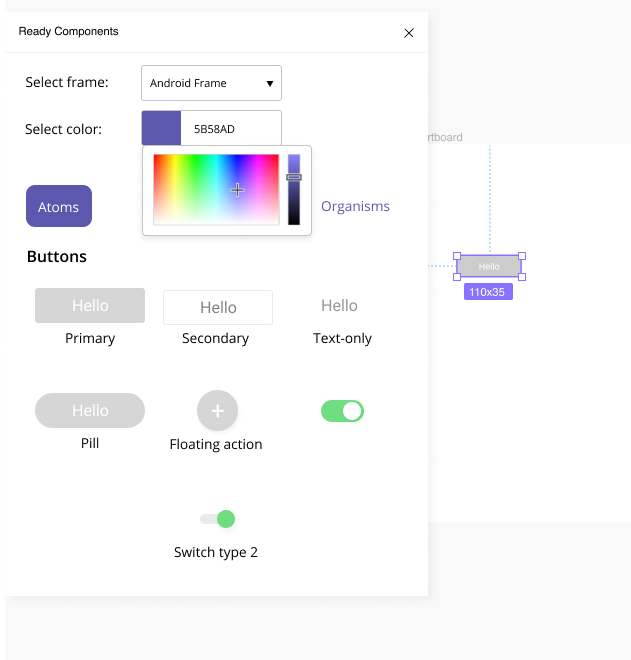 Ready Components
Select frame:
Android Frame
Select color:
5B58AD
Atoms
Organisms
Buttons
Hello
Hello
Hello
Primary
Secondary
Text-only
Hello
Pill
Floating action
Switch type 2
rtboard
Hello
110x35